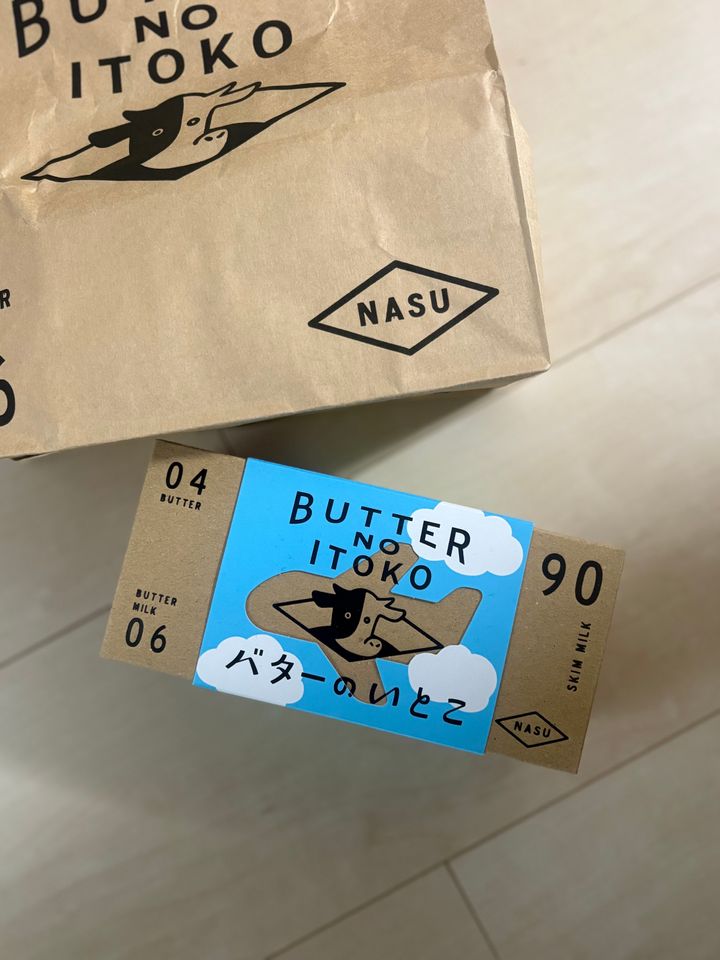 NO
ITOKO
NASU
04
BUTTER
BUTTER
MILK
06
BUTTER
NO
ITOKO
バターのいとこ
90
SKIM MILK
NASU